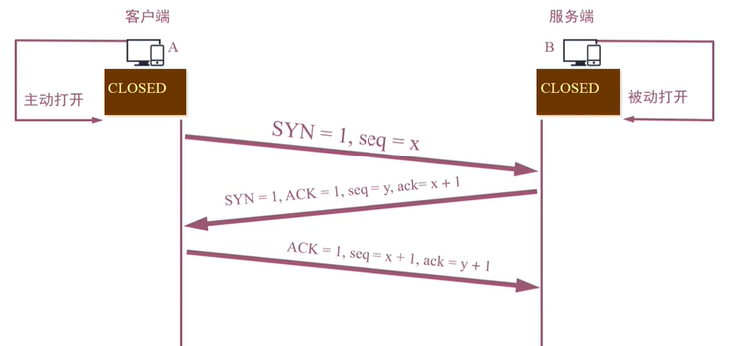 客户端
服务端
A
B
CLOSED
CLOSED
主动打开
被动打开
SYN = 1, seq = x
SYN = 1, ACK = 1, seq = y, ack= x + 1
ACK = 1, seq = x + 1, ack = y + 1